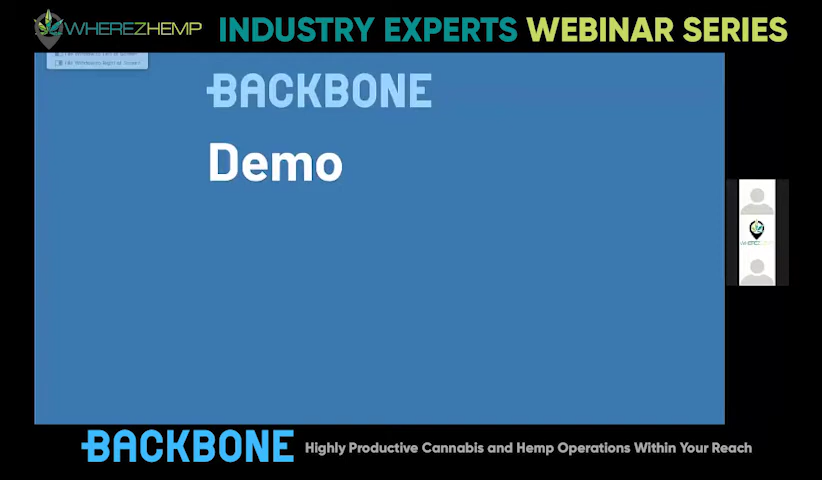 WHEREZHEMP INDUSTRY EXPERTS WEBINAR SERIES
BACKBONE
Demo
BACKBONE Highly Productive Cannabis and Hemp Operations Within Your Reach